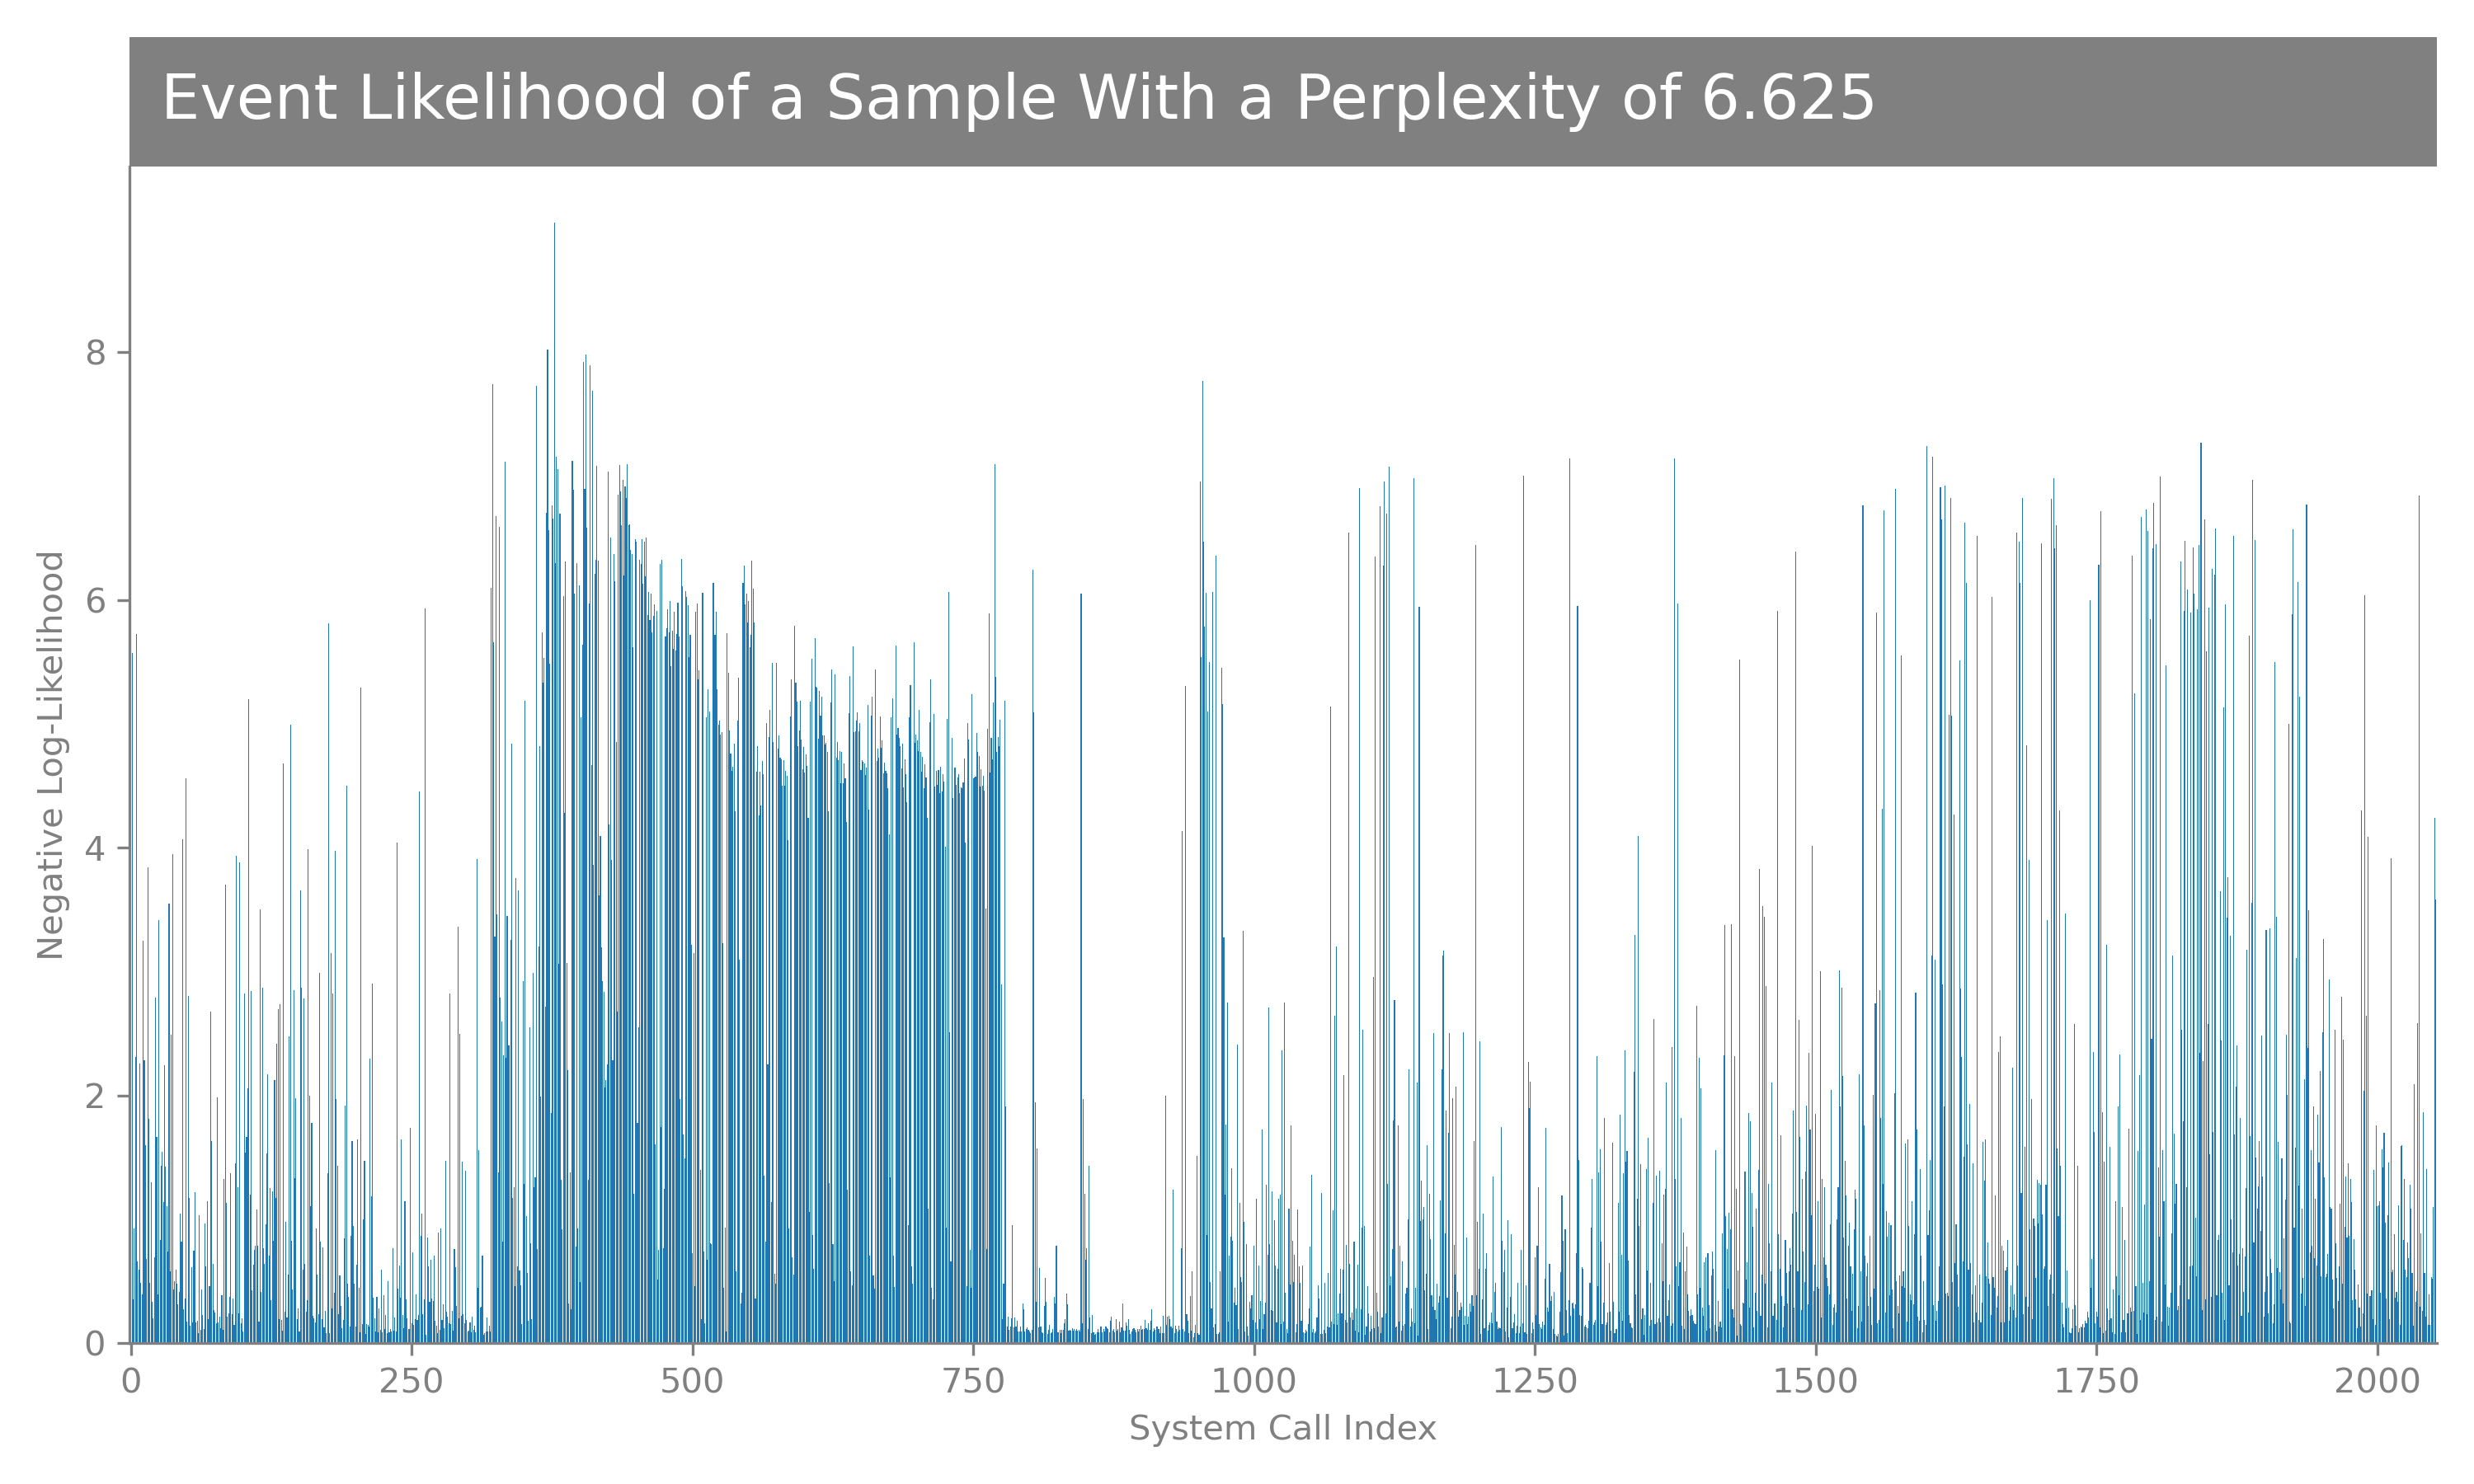 Event Likelihood of a Sample With a Perplexity of 6.625
Negative Log-Likelihood
8
6
4
2
0
0 250 500 750 1000 1250 1500 1750 2000
System Call Index